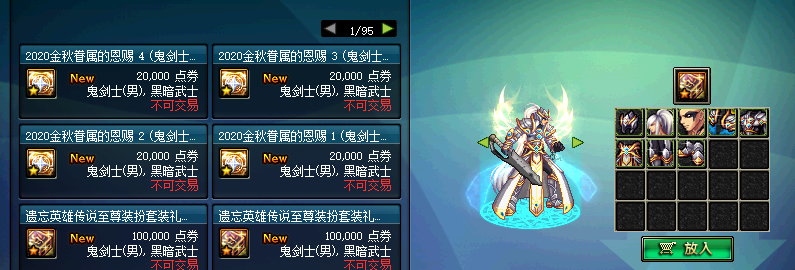 1/95
2020金秋眷属的恩赐 4 (鬼剑士...
New 20,000 点券
鬼剑士(男), 黑暗武士
不可交易
2020金秋眷属的恩赐 3 (鬼剑士...
New 20,000 点券
鬼剑士(男), 黑暗武士
不可交易
2020金秋眷属的恩赐 2 (鬼剑士...
New 20,000 点券
鬼剑士(男), 黑暗武士
不可交易
2020金秋眷属的恩赐 1 (鬼剑士...
New 20,000 点券
鬼剑士(男), 黑暗武士
不可交易
遗忘英雄传说至尊装扮套装礼...
New 100,000 点券
鬼剑士(男), 黑暗武士
不可交易
遗忘英雄传说至尊装扮套装礼...
New 100,000 点券
鬼剑士(男), 黑暗武士
不可交易
放入